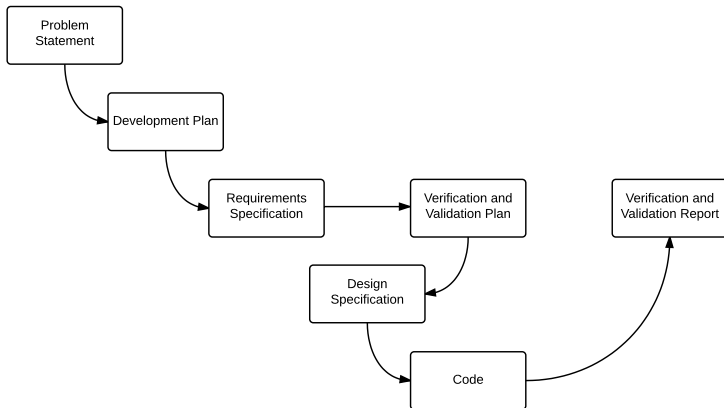 Problem
Statement
Development Plan
Requirements
Specification
Verification and
Validation Plan
Verification and
Validation Report
Design
Specification
Code